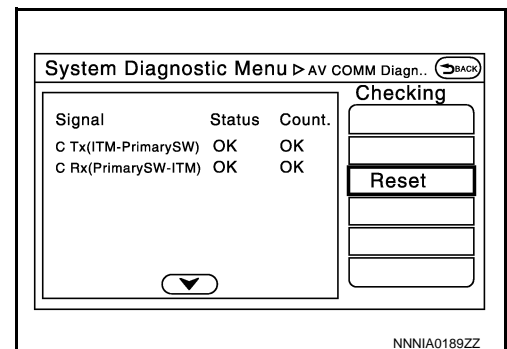 System Diagnostic Menu ▷ AV COMM Diagn.. BACK
Checking
Signal Status Count.
C Tx(ITM-PrimarySW) OK OK
C Rx(PrimarySW-ITM) OK OK
Reset
NNNIA0189ZZ